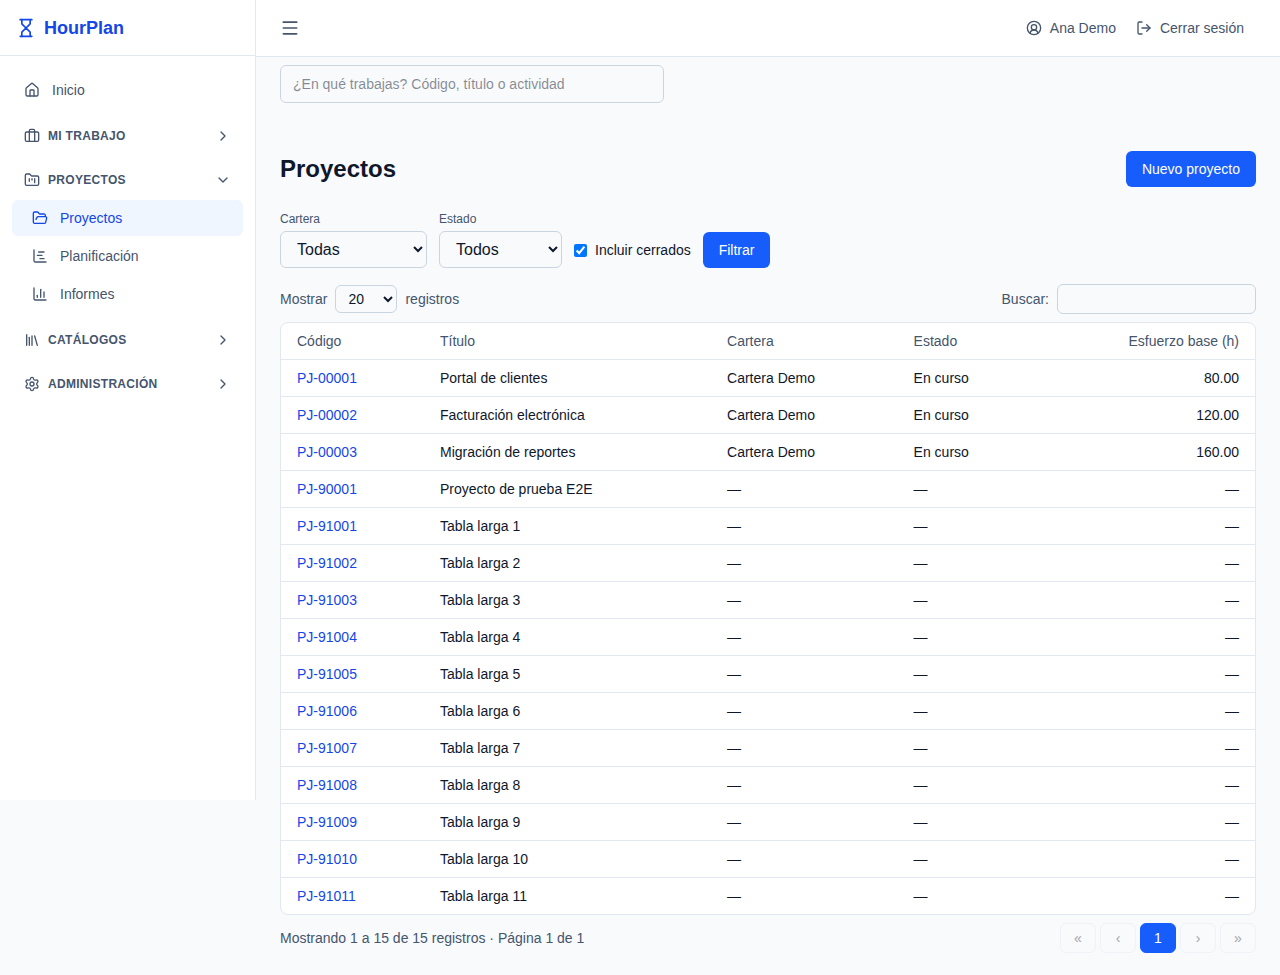 HourPlan
Ana Demo
Cerrar sesión
Inicio
MI TRABAJO
PROYECTOS
Proyectos
Planificación
Informes
CATÁLOGOS
ADMINISTRACIÓN
¿En qué trabajas? Código, título o actividad
Proyectos
Nuevo proyecto
Cartera Estado
Todas Todos Incluir cerrados Filtrar
Mostrar 20 registros Buscar:
Código Título Cartera Estado Esfuerzo base (h)
PJ-00001 Portal de clientes Cartera Demo En curso 80.00
PJ-00002 Facturación electrónica Cartera Demo En curso 120.00
PJ-00003 Migración de reportes Cartera Demo En curso 160.00
PJ-90001 Proyecto de prueba E2E — — —
PJ-91001 Tabla larga 1 — — —
PJ-91002 Tabla larga 2 — — —
PJ-91003 Tabla larga 3 — — —
PJ-91004 Tabla larga 4 — — —
PJ-91005 Tabla larga 5 — — —
PJ-91006 Tabla larga 6 — — —
PJ-91007 Tabla larga 7 — — —
PJ-91008 Tabla larga 8 — — —
PJ-91009 Tabla larga 9 — — —
PJ-91010 Tabla larga 10 — — —
PJ-91011 Tabla larga 11 — — —
Mostrando 1 a 15 de 15 registros · Página 1 de 1 « ‹ 1 › »